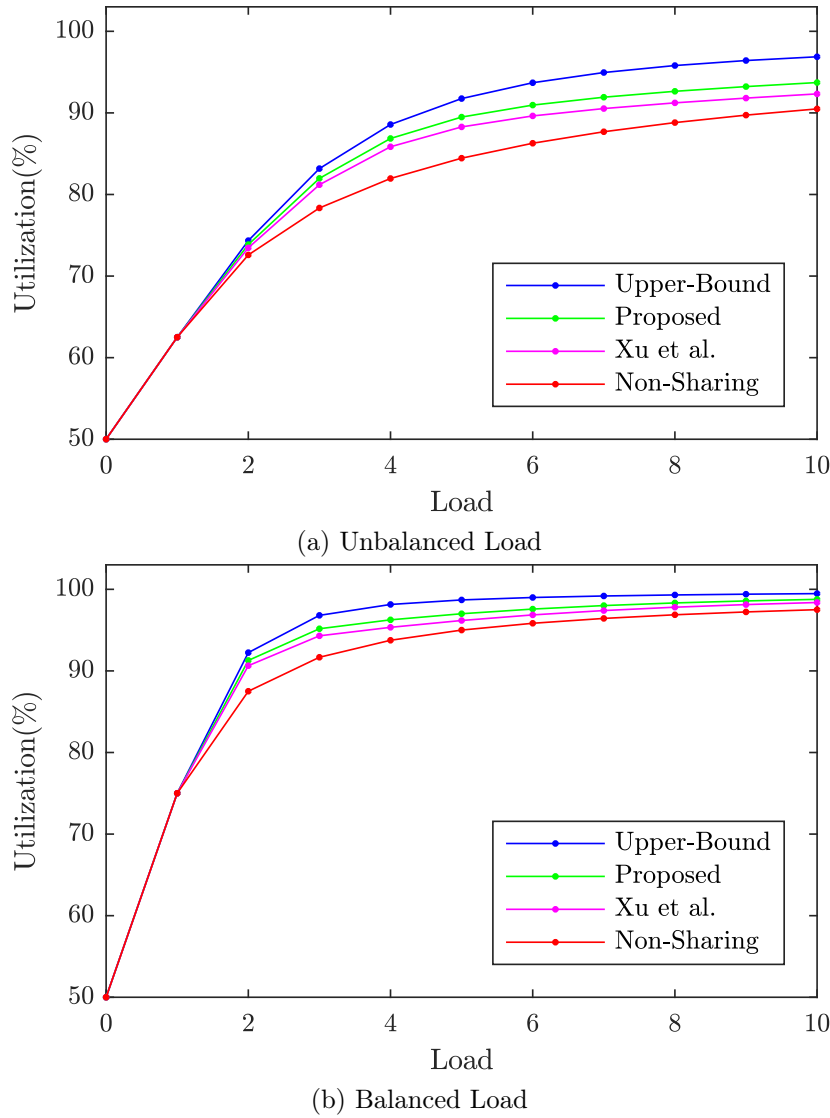 100
90
80
70
60
50
Utilization(%)
Upper-Bound
Proposed
Xu et al.
Non-Sharing
0 2 4 6 8 10
Load
(a) Unbalanced Load
100
90
80
70
60
50
Utilization(%)
Upper-Bound
Proposed
Xu et al.
Non-Sharing
0 2 4 6 8 10
Load
(b) Balanced Load